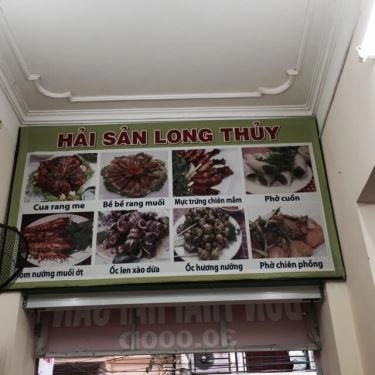 HẢI SẢN LONG THỦY
Cua rang me
Bề bề rang muối
Mực trứng chiên mắm
Phở cuốn
Tôm nướng muối ớt
Ốc len xào dừa
Ốc hương nướng
Phở chiên phồng